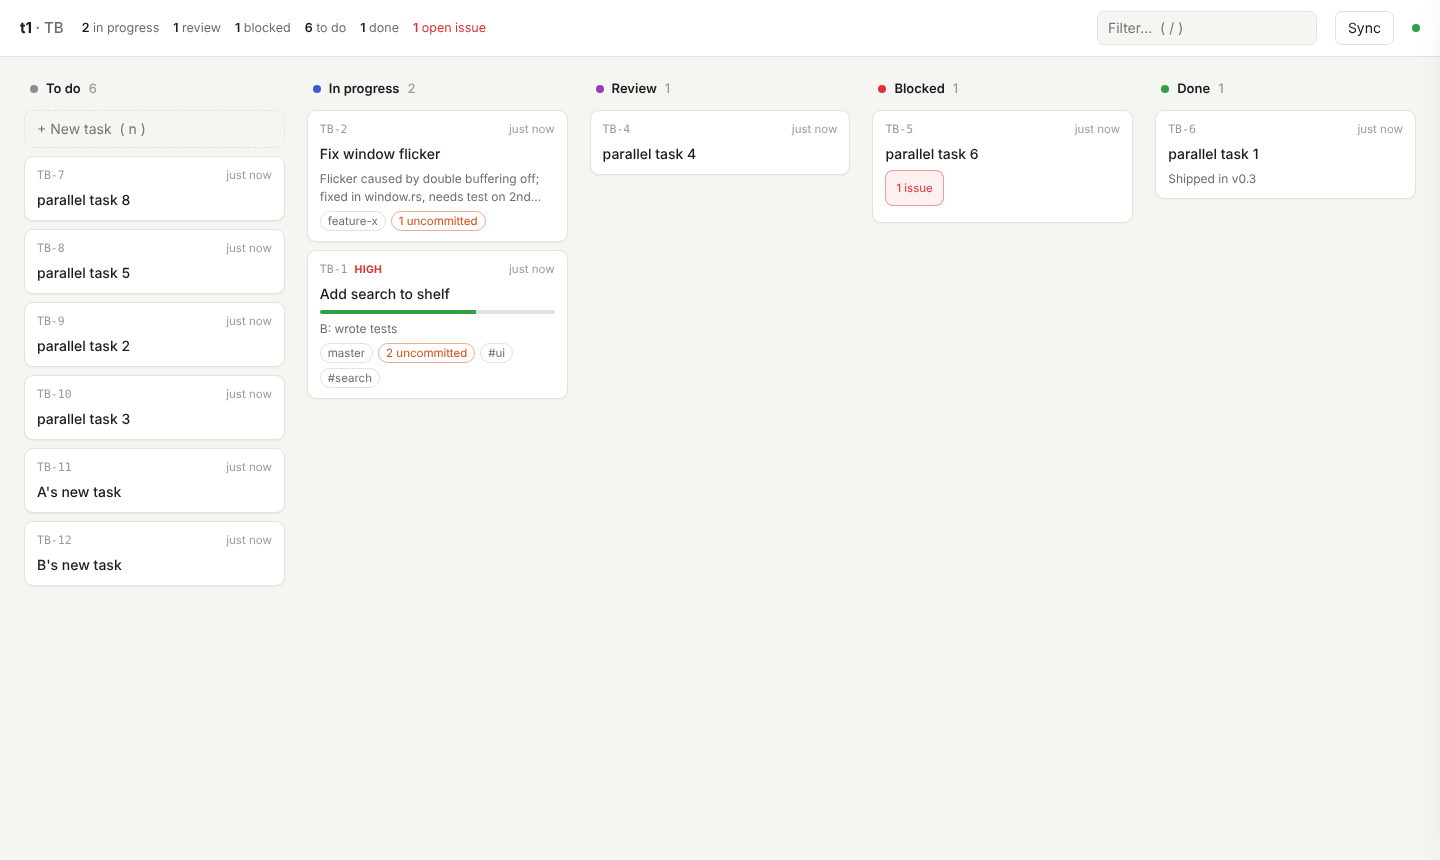 t1 · TB 2 in progress 1 review 1 blocked 6 to do 1 done 1 open issue Filter... ( / ) Sync
To do 6
+ New task ( n )
TB-7 just now
parallel task 8
TB-8 just now
parallel task 5
TB-9 just now
parallel task 2
TB-10 just now
parallel task 3
TB-11 just now
A's new task
TB-12 just now
B's new task
In progress 2
TB-2 just now
Fix window flicker
Flicker caused by double buffering off;
fixed in window.rs, needs test on 2nd...
feature-x 1 uncommitted
TB-1 HIGH just now
Add search to shelf
B: wrote tests
master 2 uncommitted #ui
#search
Review 1
TB-4 just now
parallel task 4
Blocked 1
TB-5 just now
parallel task 6
1 issue
Done 1
TB-6 just now
parallel task 1
Shipped in v0.3